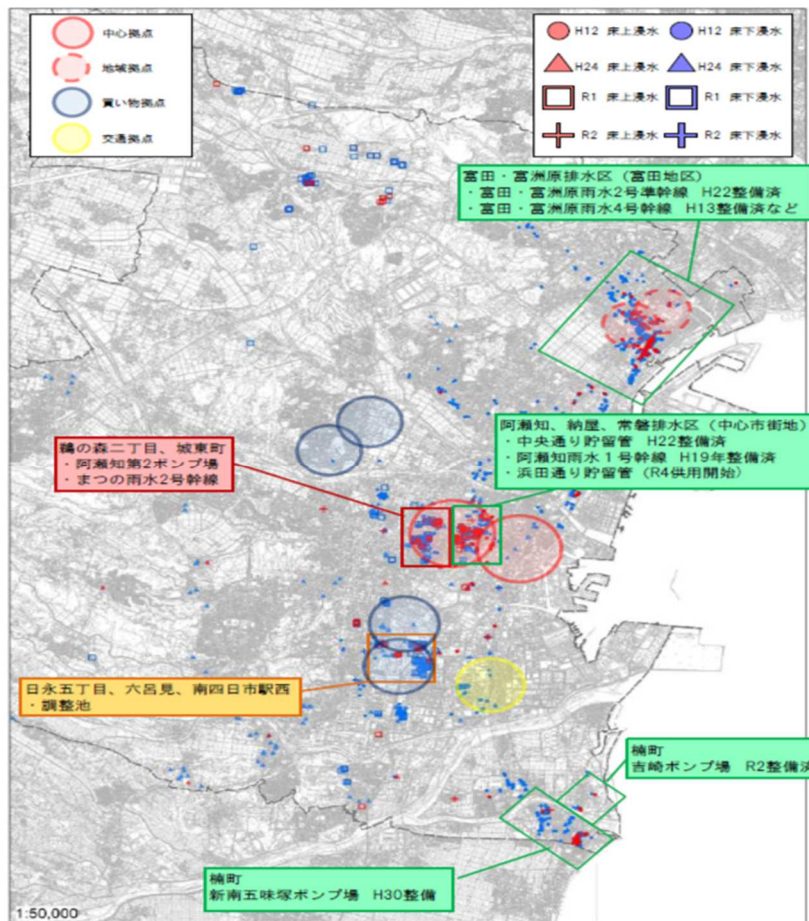 中心拠点
地域拠点
買い物拠点
交通拠点
H12 床上浸水
H12 床下浸水
H24 床上浸水
H24 床下浸水
R1 床上浸水
R1 床下浸水
R2 床上浸水
R2 床下浸水
富田・富洲原排水区(富田地区)
・富田・富洲原雨水2号準幹線 H22整備済
・富田・富洲原雨水4号幹線 H13整備済など
阿瀬知、納屋、常磐排水区(中心市街地)
・中央通り貯留管 H22整備済
・阿瀬知雨水1号幹線 H19年整備済
・浜田通り貯留管(R4供用開始)
鵜の森二丁目、城東町
・阿瀬知第2ポンプ場
・まつの雨水2号幹線
日永五丁目、六呂見、南四日市駅西
・調整池
楠町
吉崎ポンプ場 R2整備済
楠町
新南五味塚ポンプ場 H30整備
1:50,000